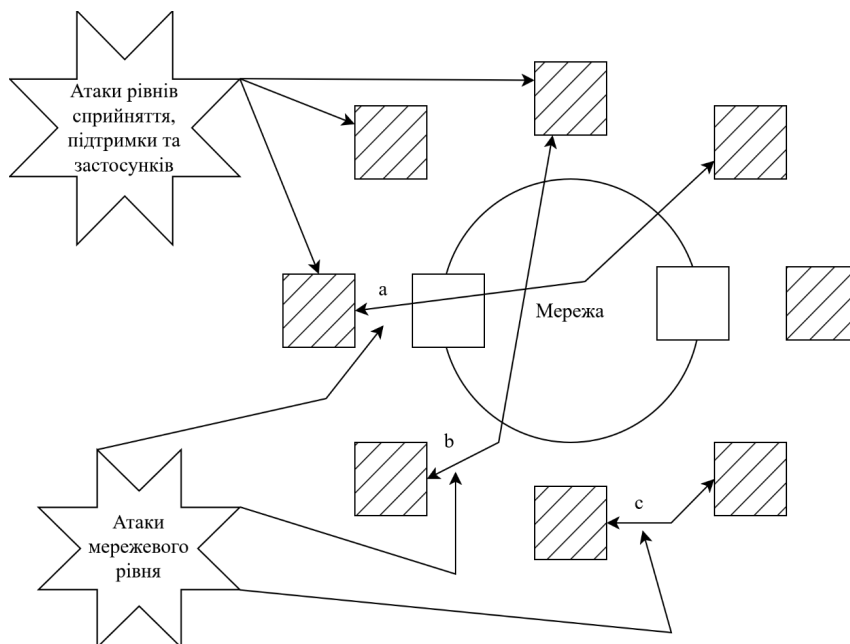 Атаки рівнів
сприйняття,
підтримки та
застосунків
a
Мережа
b
c
Атаки
мережевого
рівня